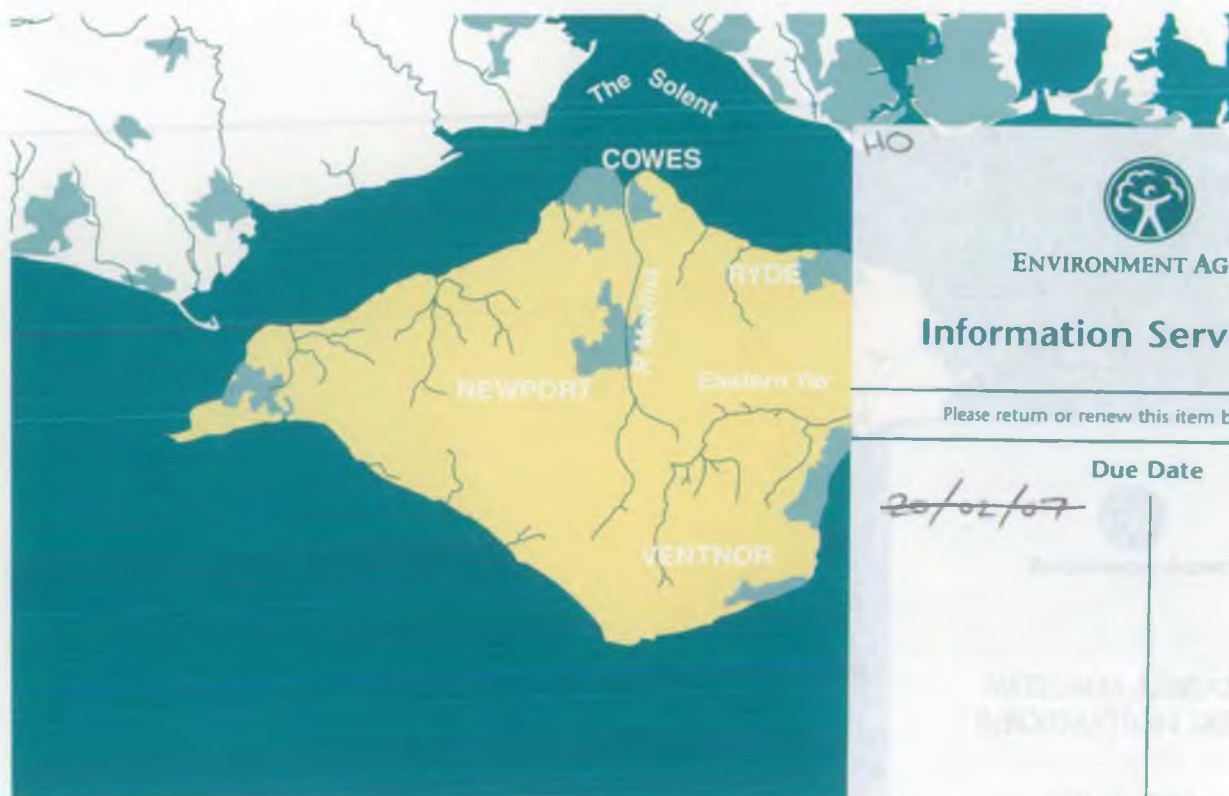 The Solent
COWES
RYDE
R Medina
NEWPORT
Eastern Yar
VENTNOR
HO
ENVIRONMENT AG
Information Serv
Please return or renew this item b
Due Date
20/02/07